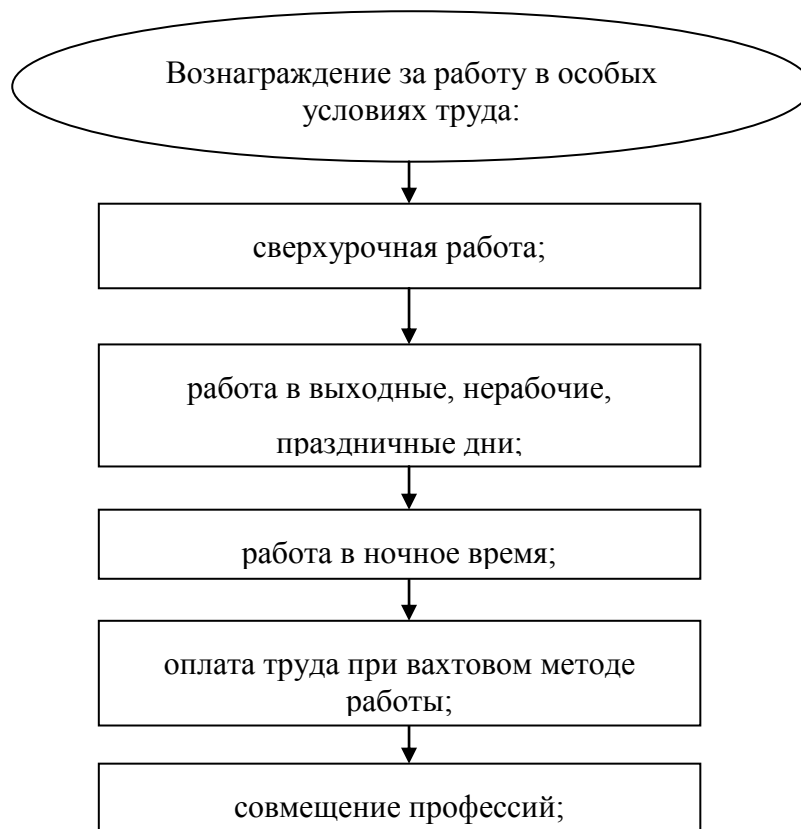 Вознаграждение за работу в особых
условиях труда:
сверхурочная работа;
работа в выходные, нерабочие,
праздничные дни;
работа в ночное время;
оплата труда при вахтовом методе
работы;
совмещение профессий;